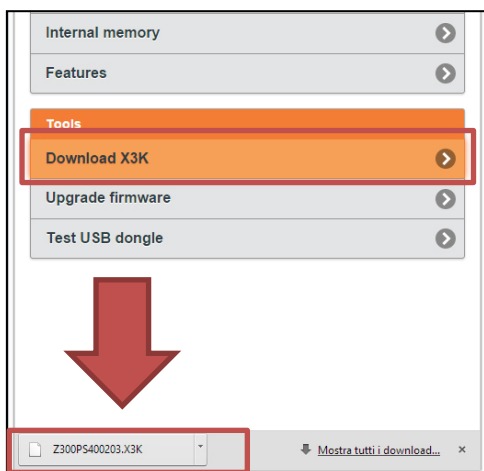 Internal memory
Features
Tools
Download X3K
Upgrade firmware
Test USB dongle
Z300PS400203.X3K
Mostra tutti i download...